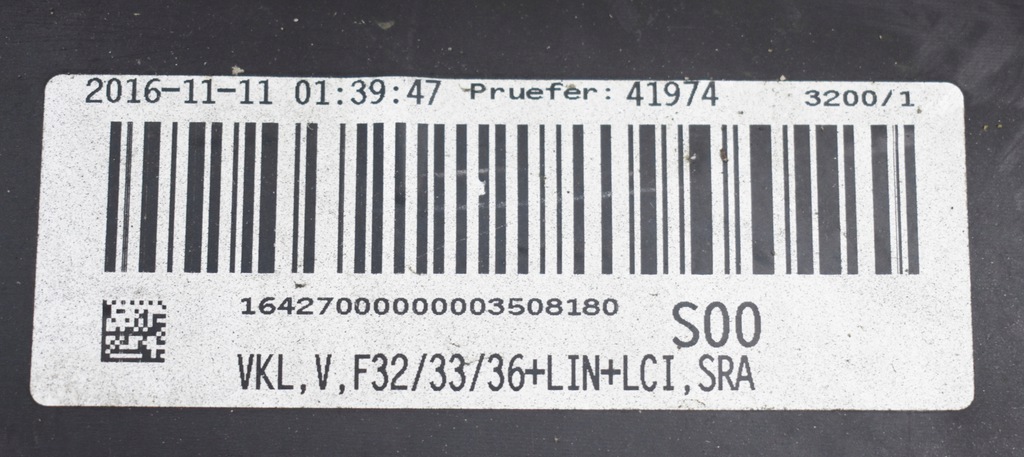 2016-11-11 01:39:47 Pruefer: 41974 3200/1
16427000000003508180
S00
VKL,V,F32/33/36+LIN+LCI,SRA